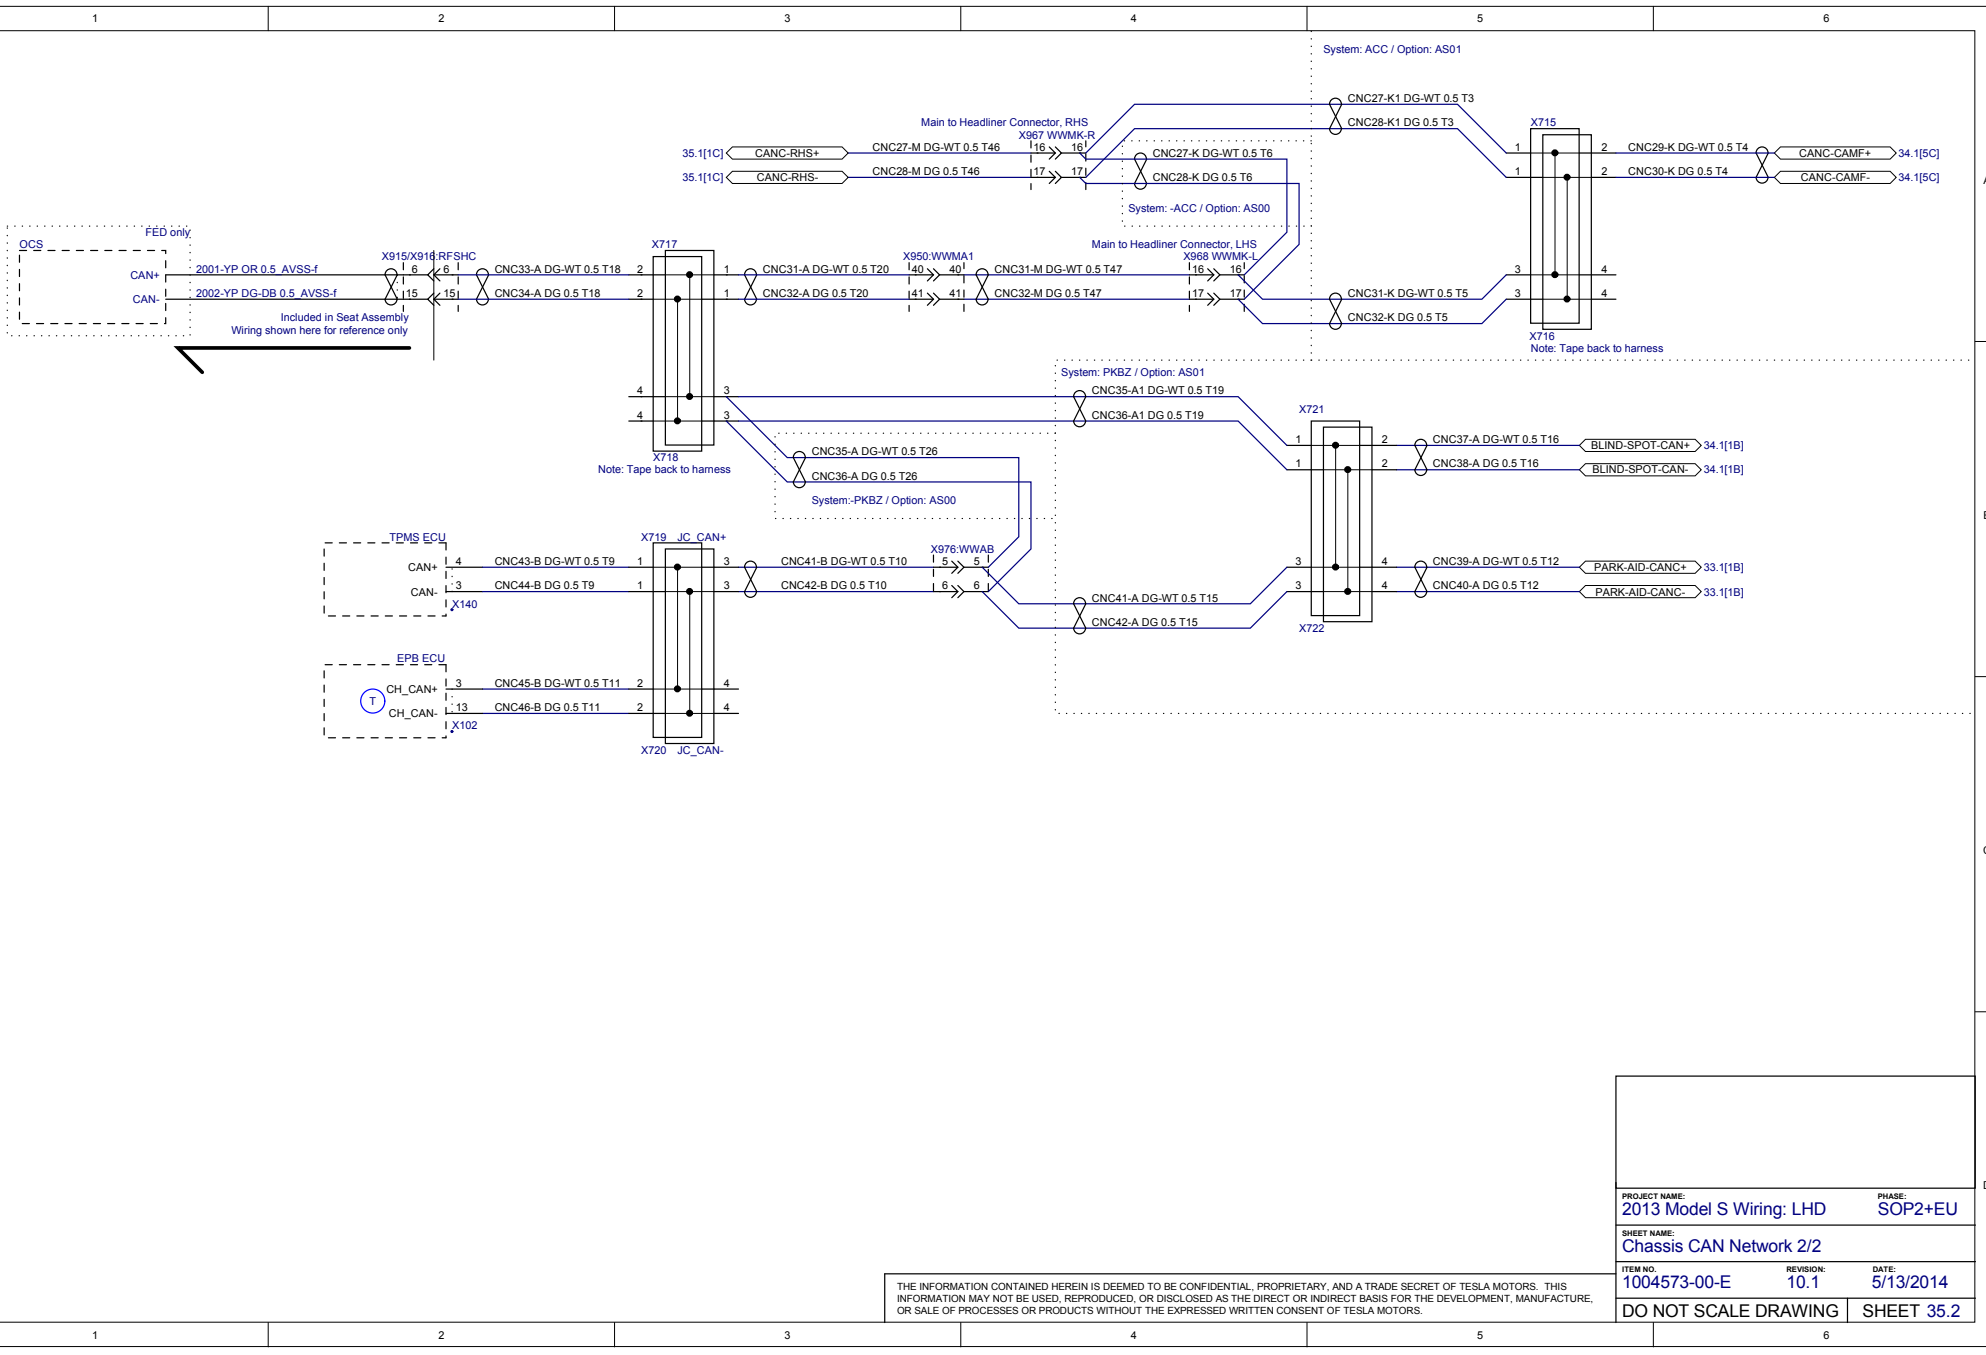 1 2 3 4 5 6
System: ACC / Option: AS01
CNC27-K1 DG-WT 0.5 T3
Main to Headliner Connector, RHS
CNC28-K1 DG 0.5 T3
X715
X967 WWMK-R
35.1[1C] CANC-RHS+ CNC27-M DG-WT 0.5 T46 16 16 CNC27-K DG-WT 0.5 T6 1 2 CNC29-K DG-WT 0.5 T4 CANC-CAMF+ 34.1[5C]
35.1[1C] CANC-RHS- CNC28-M DG 0.5 T46 17 17 CNC28-K DG 0.5 T6 1 2 CNC30-K DG 0.5 T4 CANC-CAMF- 34.1[5C]
System: -ACC / Option: AS00
FED only
OCS
X717
Main to Headliner Connector, LHS
X915/X916:RFSHC
X950:WWMA1
X968 WWMK-L
CAN+ 2001-YP OR 0.5_AVSS-f 6 6 CNC33-A DG-WT 0.5 T18 2 1 CNC31-A DG-WT 0.5 T20 40 40 CNC31-M DG-WT 0.5 T47 16 16 3 4
CAN- 2002-YP DG-DB 0.5_AVSS-f 15 15 CNC34-A DG 0.5 T18 2 1 CNC32-A DG 0.5 T20 41 41 CNC32-M DG 0.5 T47 17 17 CNC31-K DG-WT 0.5 T5 3 4
Included in Seat Assembly
CNC32-K DG 0.5 T5
Wiring shown here for reference only
X716
Note: Tape back to harness
System: PKBZ / Option: AS01
4 3 CNC35-A1 DG-WT 0.5 T19
4 3 CNC36-A1 DG 0.5 T19
X721
1 2 CNC37-A DG-WT 0.5 T16 BLIND-SPOT-CAN+ 34.1[1B]
X718
CNC35-A DG-WT 0.5 T26
Note: Tape back to harness
1 2 CNC38-A DG 0.5 T16 BLIND-SPOT-CAN- 34.1[1B]
CNC36-A DG 0.5 T26
System:-PKBZ / Option: AS00
TPMS ECU
X719 JC_CAN+
X976:WWAB
CAN+ 4 CNC43-B DG-WT 0.5 T9 1 3 CNC41-B DG-WT 0.5 T10 5 5 3 4 CNC39-A DG-WT 0.5 T12 PARK-AID-CANC+ 33.1[1B]
CAN- 3 CNC44-B DG 0.5 T9 1 3 CNC42-B DG 0.5 T10 6 6 3 4 CNC40-A DG 0.5 T12 PARK-AID-CANC- 33.1[1B]
X140
CNC41-A DG-WT 0.5 T15
CNC42-A DG 0.5 T15
X722
EPB ECU
T CH_CAN+ 3 CNC45-B DG-WT 0.5 T11 2 4
CH_CAN- 13 CNC46-B DG 0.5 T11 2 4
X102
X720 JC_CAN-
PROJECT NAME: PHASE:
2013 Model S Wiring: LHD SOP2+EU
SHEET NAME:
Chassis CAN Network 2/2
ITEM NO. REVISION: DATE:
1004573-00-E 10.1 5/13/2014
DO NOT SCALE DRAWING SHEET 35.2
THE INFORMATION CONTAINED HEREIN IS DEEMED TO BE CONFIDENTIAL, PROPRIETARY, AND A TRADE SECRET OF TESLA MOTORS. THIS
INFORMATION MAY NOT BE USED, REPRODUCED, OR DISCLOSED AS THE DIRECT OR INDIRECT BASIS FOR THE DEVELOPMENT, MANUFACTURE,
OR SALE OF PROCESSES OR PRODUCTS WITHOUT THE EXPRESSED WRITTEN CONSENT OF TESLA MOTORS.
1 2 3 4 5 6